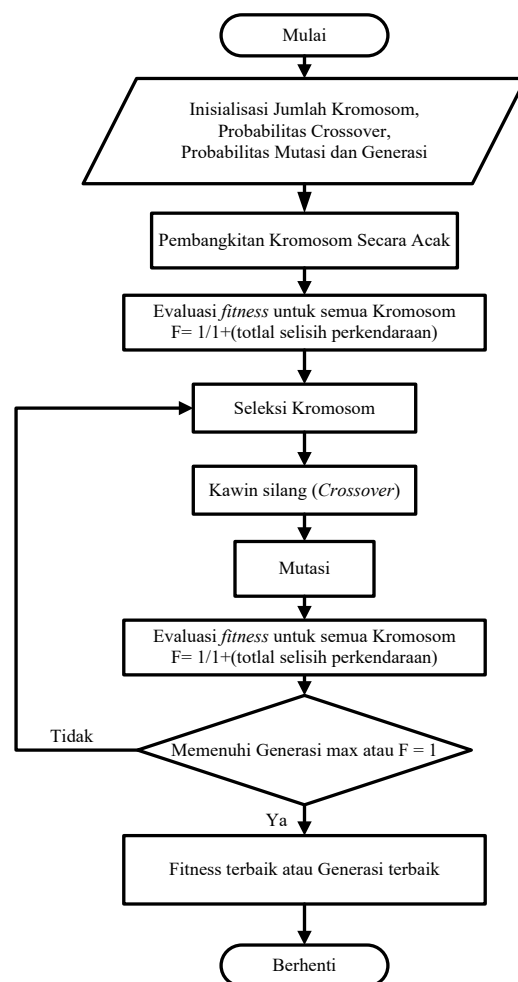 Mulai
Inisialisasi Jumlah Kromosom,
Probabilitas Crossover,
Probabilitas Mutasi dan Generasi
Pembangkitan Kromosom Secara Acak
Evaluasi fitness untuk semua Kromosom
F= 1/1+(totlal selisih perkendaraan)
Seleksi Kromosom
Kawin silang (Crossover)
Mutasi
Evaluasi fitness untuk semua Kromosom
F= 1/1+(totlal selisih perkendaraan)
Tidak
Memenuhi Generasi max atau F = 1
Ya
Fitness terbaik atau Generasi terbaik
Berhenti